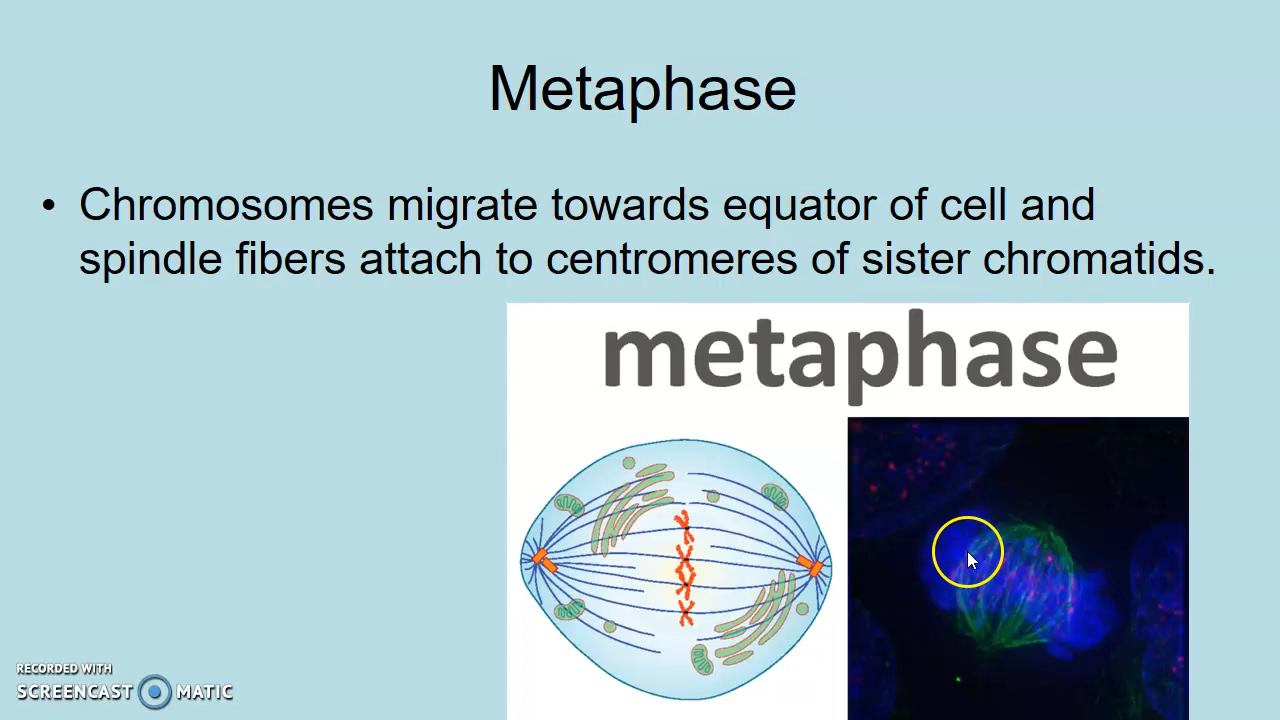 Metaphase
• Chromosomes migrate towards equator of cell and
spindle fibers attach to centromeres of sister chromatids.
metaphase
RECORDED WITH
SCREENCAST MATIC